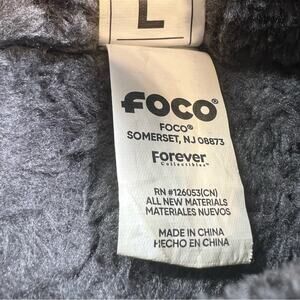 L
FOCO
FOCO®
SOMERSET, NJ 08873
Forever
Collectibles™
RN #126053(CN)
ALL NEW MATERIALS
MATERIALES NUEVOS
MADE IN CHINA
HECHO EN CHINA